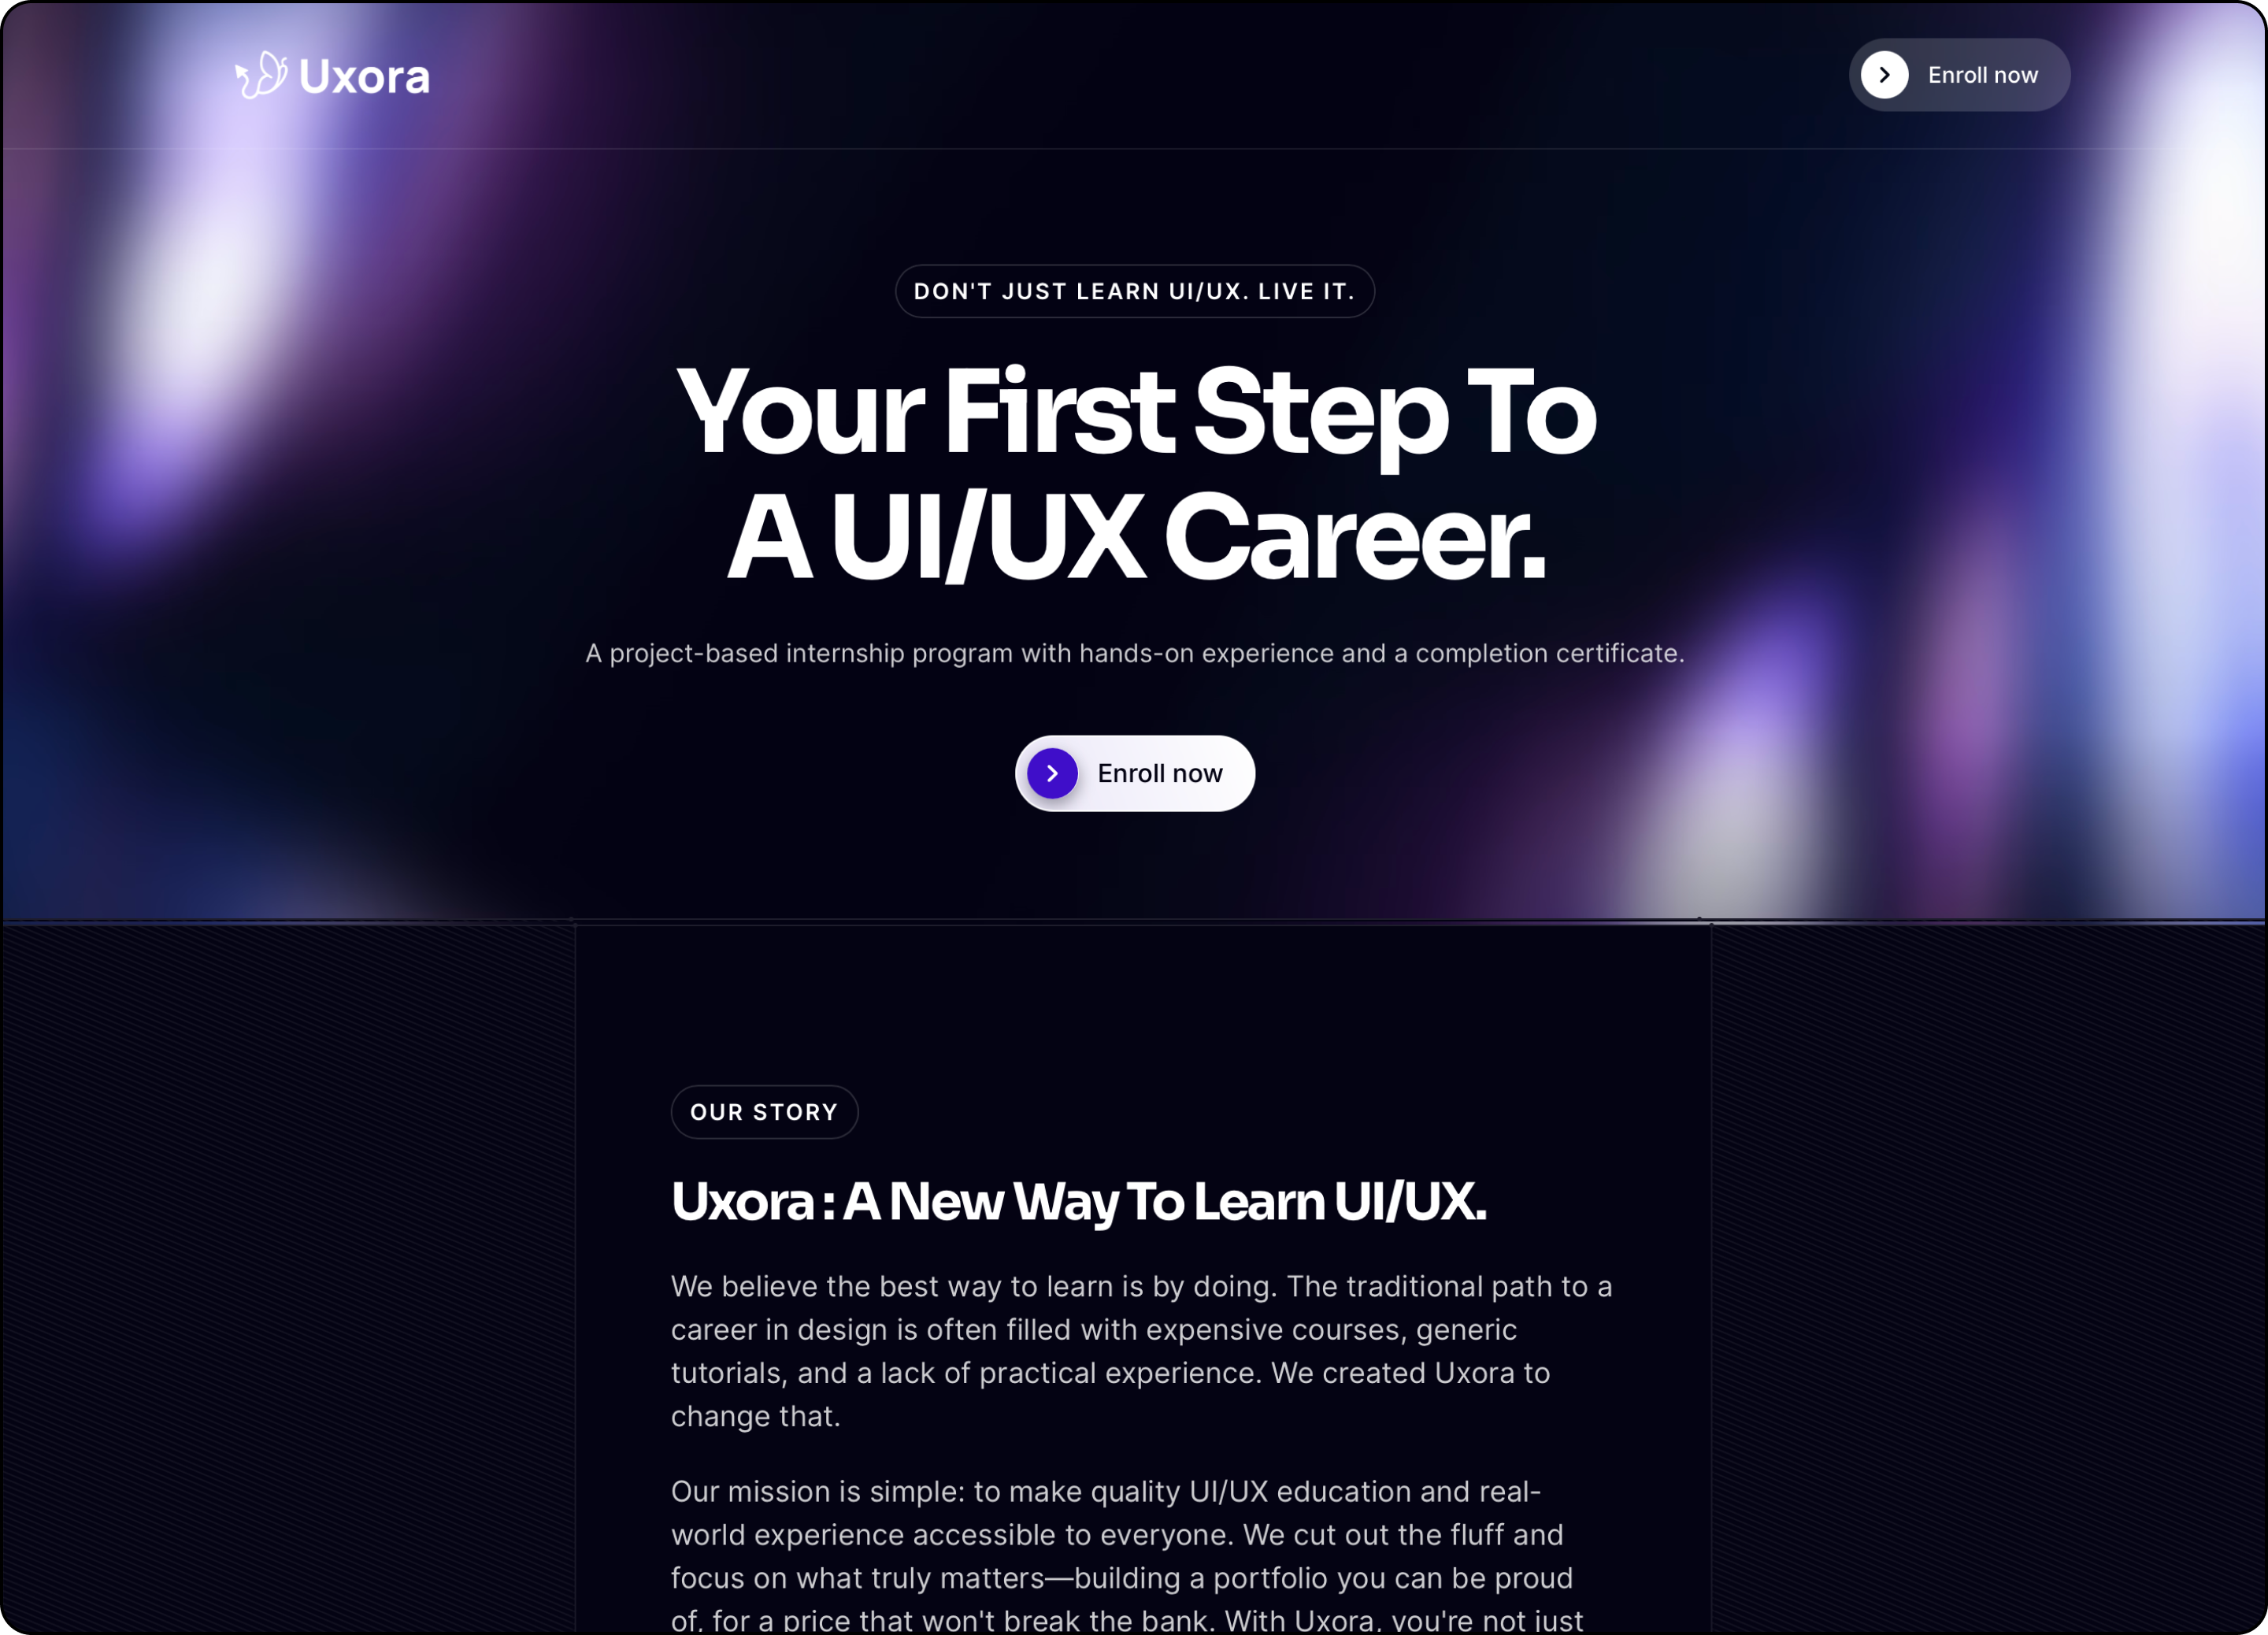 Uxora
Enroll now
DON'T JUST LEARN UI/UX. LIVE IT.
Your First Step To
A UI/UX Career.
A project-based internship program with hands-on experience and a completion certificate.
Enroll now
OUR STORY
Uxora : A New Way To Learn UI/UX.
We believe the best way to learn is by doing. The traditional path to a
career in design is often filled with expensive courses, generic
tutorials, and a lack of practical experience. We created Uxora to
change that.
Our mission is simple: to make quality UI/UX education and real-
world experience accessible to everyone. We cut out the fluff and
focus on what truly matters—building a portfolio you can be proud
of, for a price that won't break the bank. With Uxora, you're not just